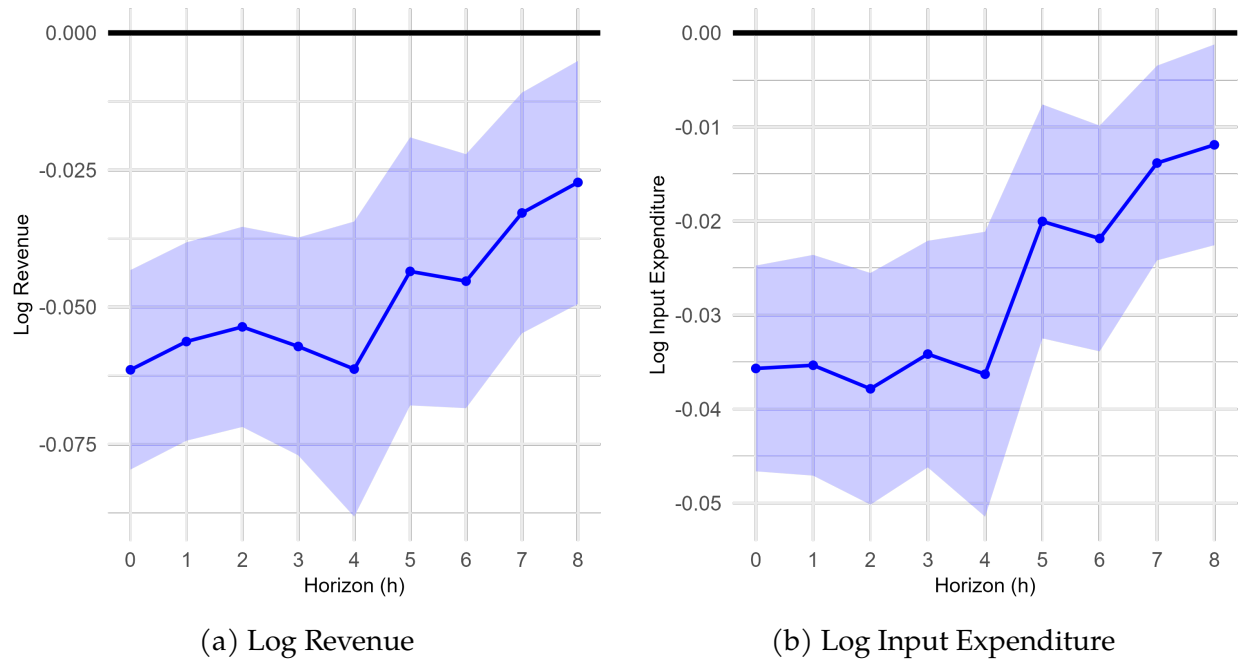 0.000
-0.025
-0.050
-0.075
Log Revenue
0 1 2 3 4 5 6 7 8
Horizon (h)
(a) Log Revenue
0.00
-0.01
-0.02
-0.03
-0.04
-0.05
Log Input Expenditure
0 1 2 3 4 5 6 7 8
Horizon (h)
(b) Log Input Expenditure